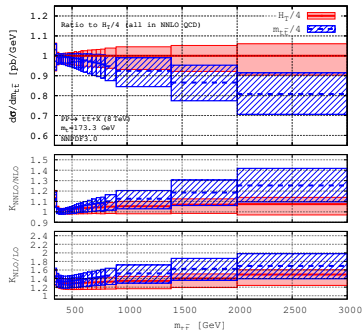 Ratio to H_T/4 (all in NNLO QCD)
H_T/4
m_tt̄/4
dσ/dm_tt̄ [pb/GeV]
1.2
1.1
1
0.9
0.8
0.7
0.6
PP→ tt̄+X (8 TeV)
m_t=173.3 GeV
NNPDF3.0
K_NNLO/NLO
1.5
1.4
1.3
1.2
1.1
1
0.9
K_NLO/LO
2.4
2.2
2
1.8
1.6
1.4
1.2
1
500 1000 1500 2000 2500 3000
m_tt̄ [GeV]